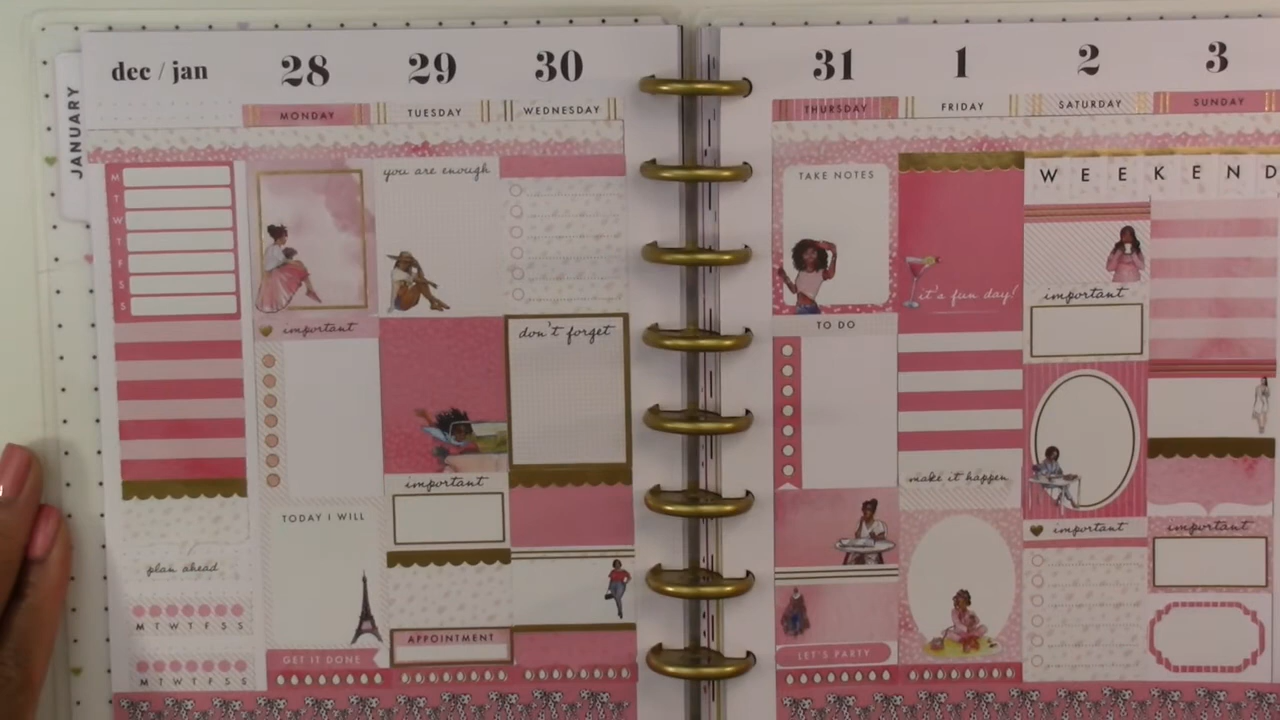 dec / jan
28
29
30
31
1
2
3
JANUARY
MONDAY
TUESDAY
WEDNESDAY
THURSDAY
FRIDAY
SATURDAY
SUNDAY
M
T
W
T
F
S
S
you are enough
TAKE NOTES
WEEKEND
it's fun day!
important
important
don't forget
TO DO
important
make it happen
TODAY I WILL
important
important
plan ahead
M T W T F S S
APPOINTMENT
GET IT DONE
LET'S PARTY
M T W T F S S